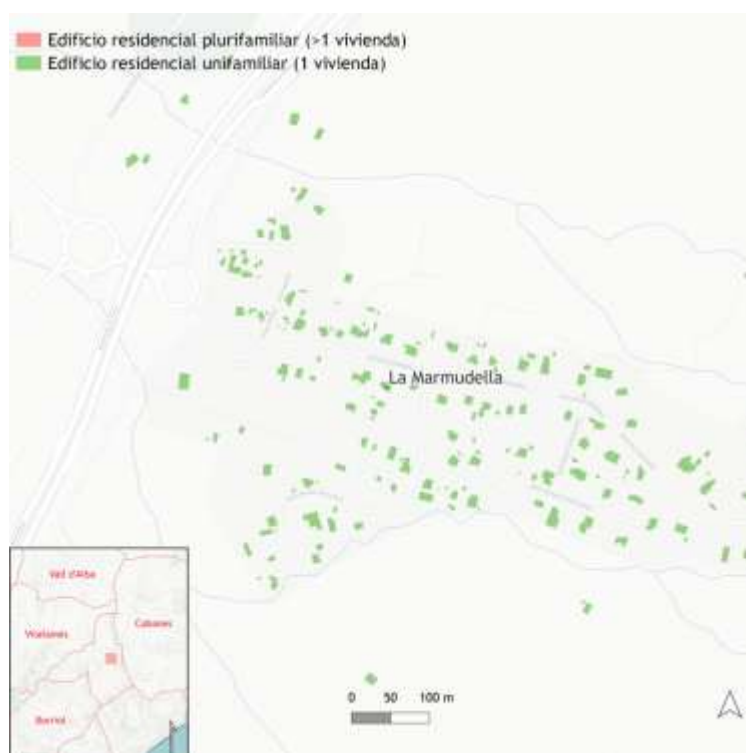 Edificio residencial plurifamiliar (>1 vivienda)
Edificio residencial unifamiliar (1 vivienda)
La Marmudella
Vall d'Alba
Cabanes
Vilafamés
Borriol
0 50 100 m